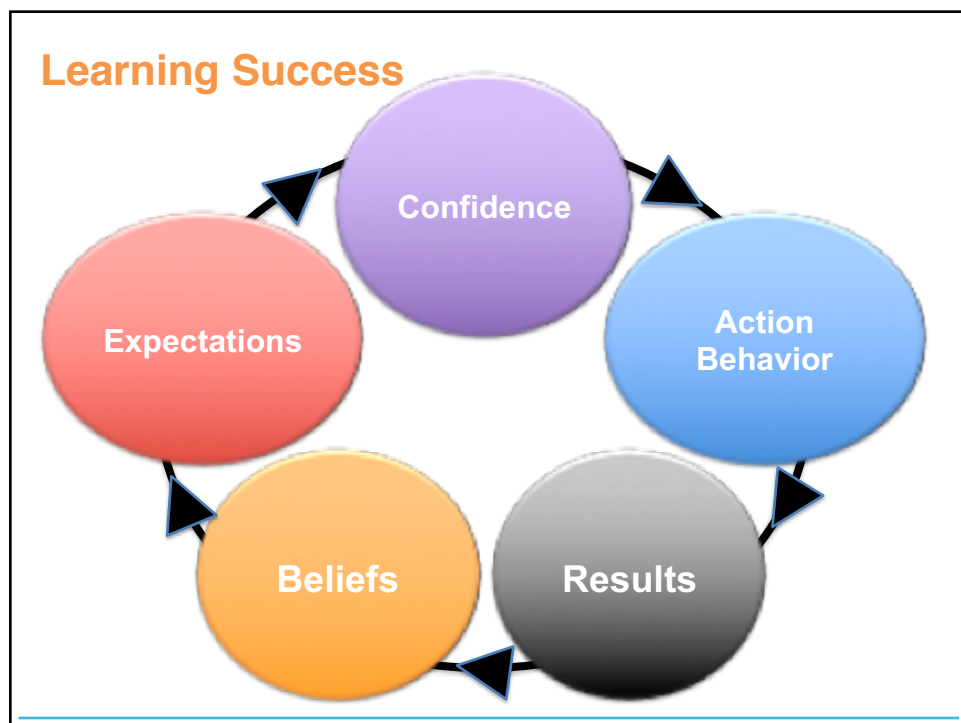 Learning Success
Confidence
Action
Behavior
Results
Beliefs
Expectations